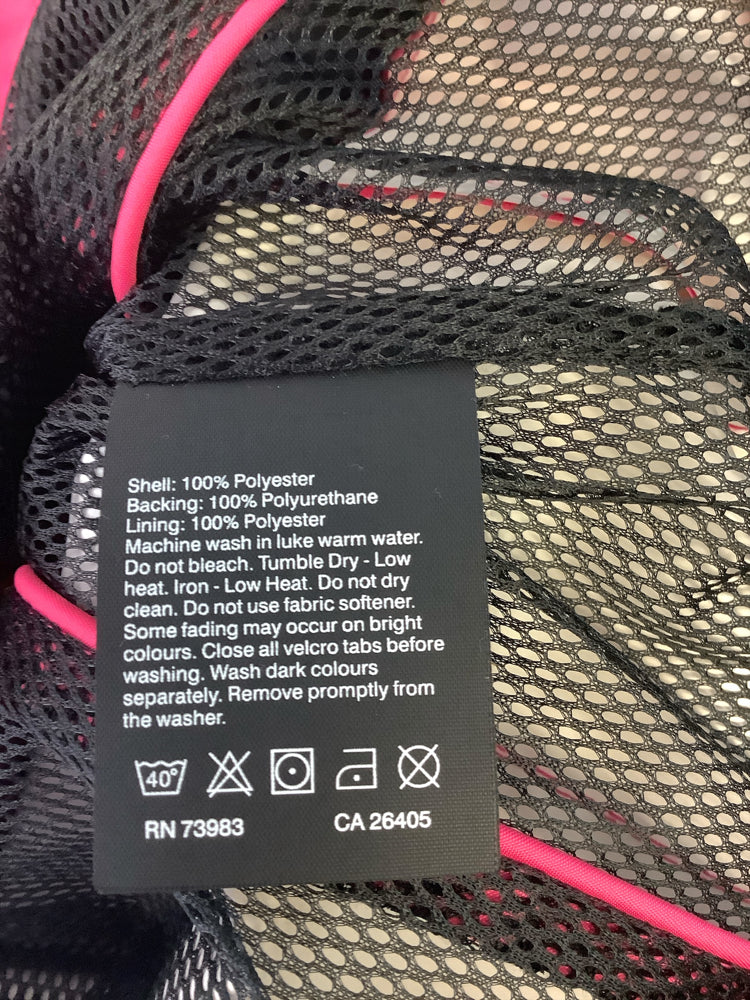 Shell: 100% Polyester
Backing: 100% Polyurethane
Lining: 100% Polyester
Machine wash in luke warm water.
Do not bleach. Tumble Dry - Low
heat. Iron - Low Heat. Do not dry
clean. Do not use fabric softener.
Some fading may occur on bright
colours. Close all velcro tabs before
washing. Wash dark colours
separately. Remove promptly from
the washer.
40°
RN 73983 CA 26405